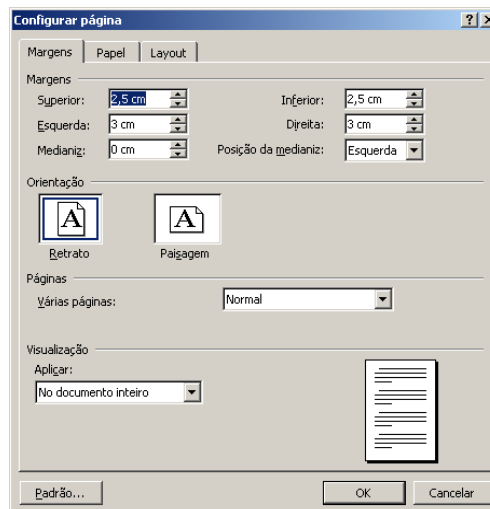 Configurar página
Margens Papel Layout
Margens
Superior: 2,5 cm Inferior: 2,5 cm
Esquerda: 3 cm Direita: 3 cm
Medianiz: 0 cm Posição da medianiz: Esquerda
Orientação
A A
Retrato Paisagem
Páginas
Várias páginas: Normal
Visualização
Aplicar:
No documento inteiro
Padrão... OK Cancelar